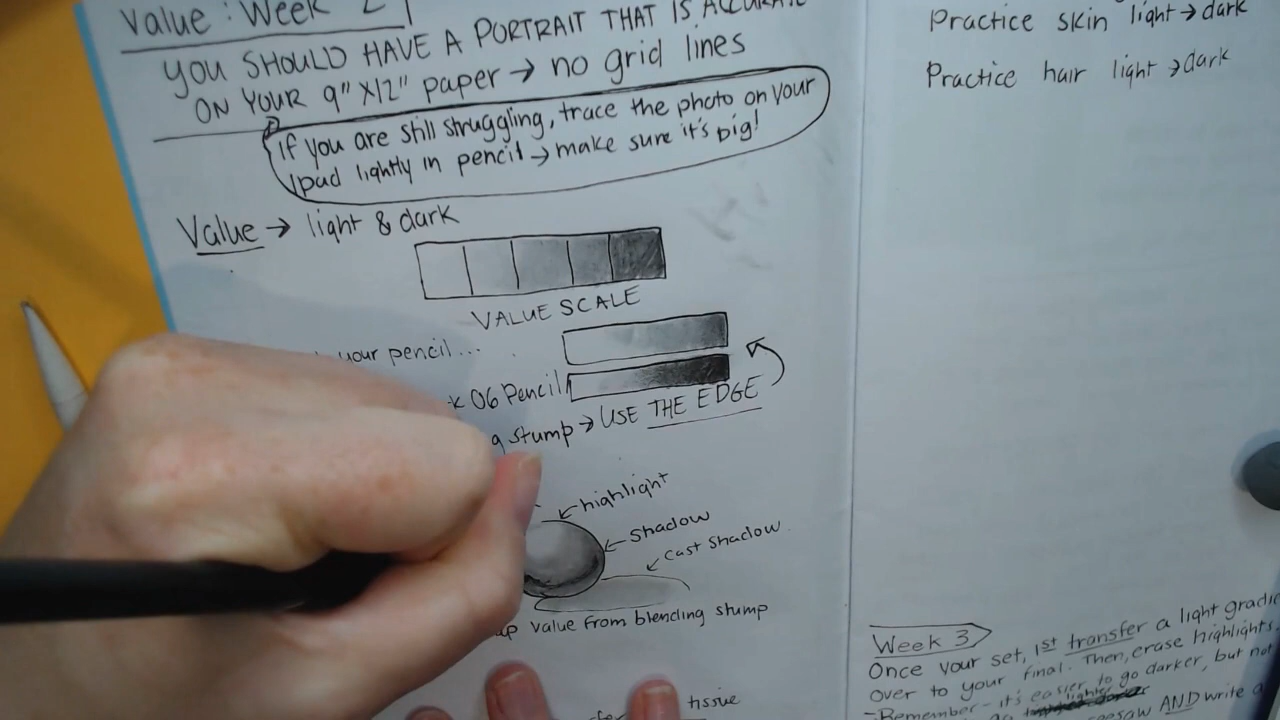 Value: Week 2
YOU SHOULD HAVE A PORTRAIT THAT IS ACCURATE
ON YOUR 9" X12" paper → no grid lines
If you are still struggling, trace the photo on your
ipad lightly in pencil → make sure it's big!
Value → light & dark
VALUE SCALE
your pencil...
* 06 Pencil
stump → USE THE EDGE
highlight
Shadow
cast shadow
up value from blending stump
tissue
Practice skin light → dark
Practice hair light → dark
Week 3
Once your set, 1st transfer a light gradie
over to your final. Then, erase highlights.
-Remember - it's easier to go darker, but not
lighter
AND write a